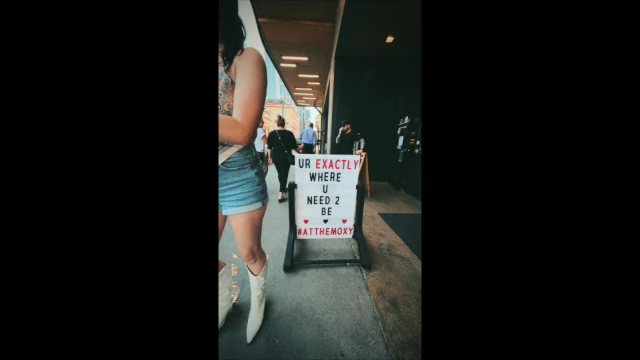 UR EXACTLY
WHERE
U
NEED 2
BE
#ATTHEMOXY